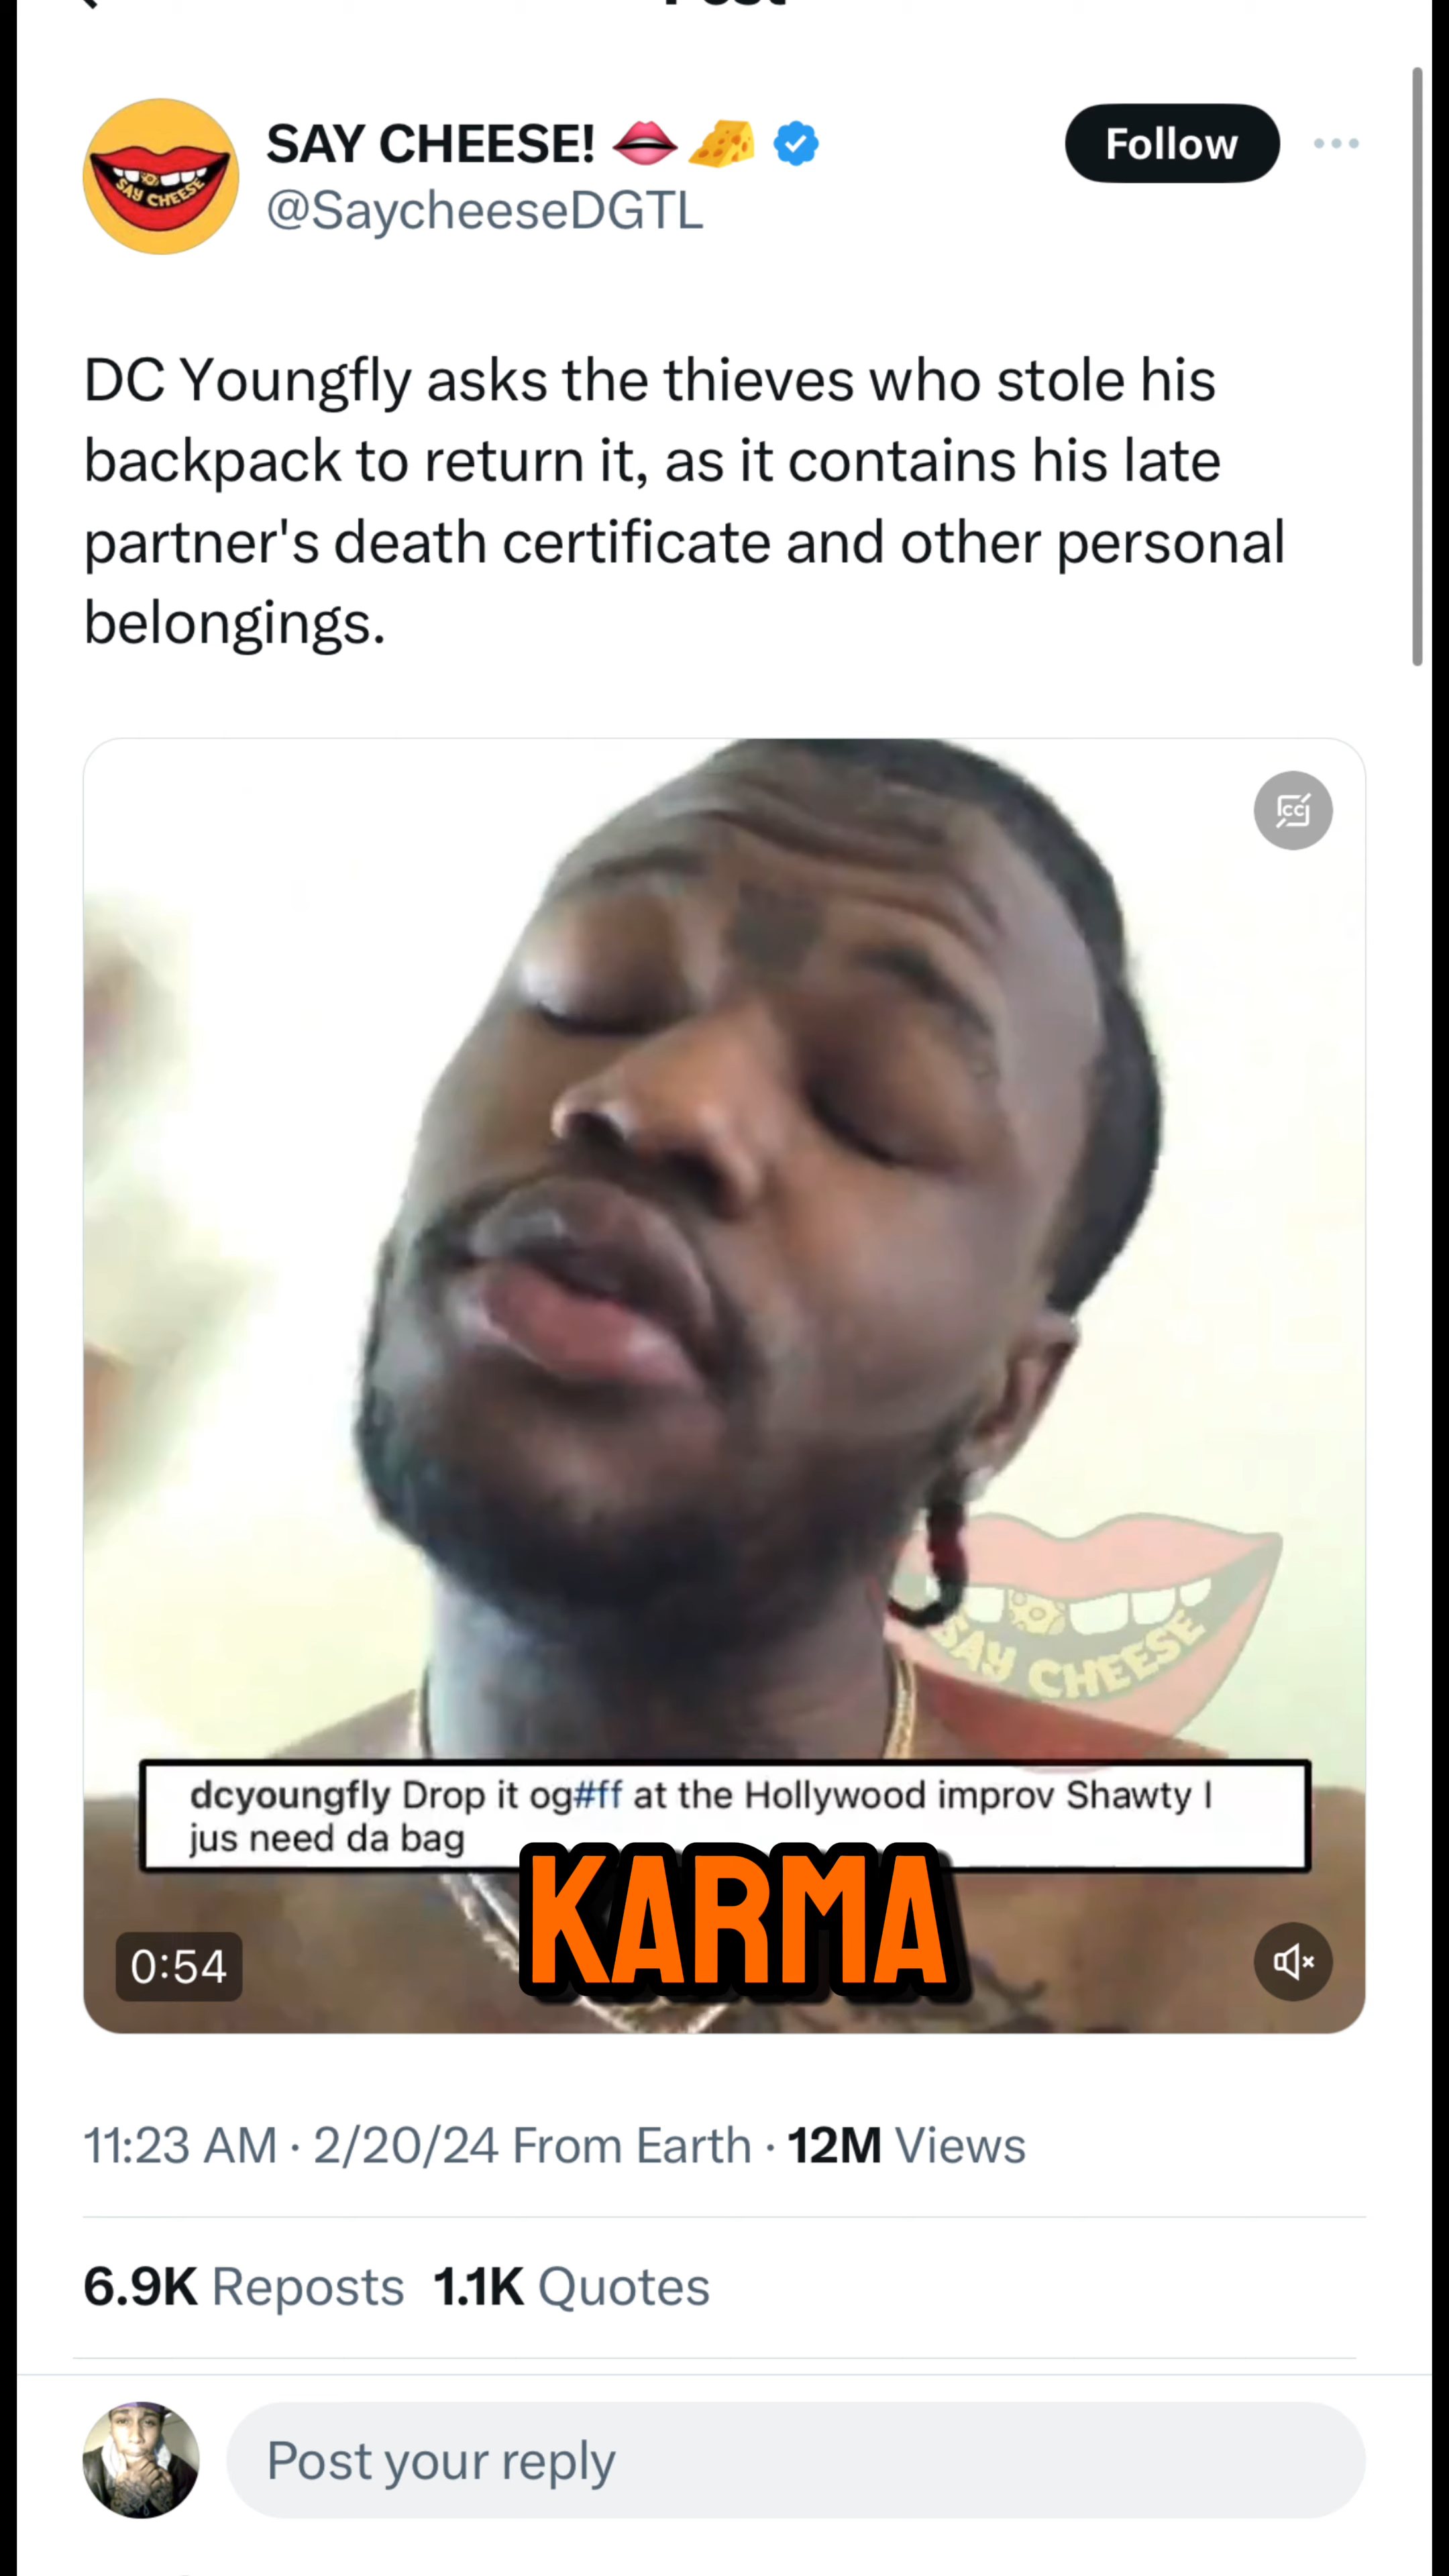 SAY CHEESE!
Follow
SAY CHEESE
@SaycheeseDGTL
DC Youngfly asks the thieves who stole his
backpack to return it, as it contains his late
partner's death certificate and other personal
belongings.
CC
SAY CHEESE
dcyoungfly Drop it og#ff at the Hollywood improv Shawty I
jus need da bag
KARMA
0:54
11:23 AM · 2/20/24 From Earth · 12M Views
6.9K Reposts 1.1K Quotes
Post your reply